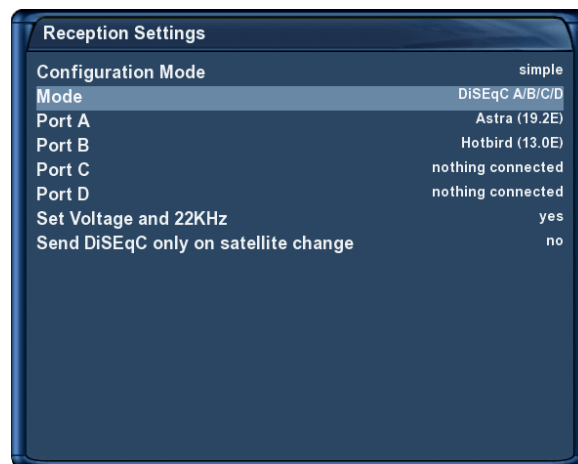 Reception Settings
Configuration Mode simple
Mode DiSEqC A/B/C/D
Port A Astra (19.2E)
Port B Hotbird (13.0E)
Port C nothing connected
Port D nothing connected
Set Voltage and 22KHz yes
Send DiSEqC only on satellite change no